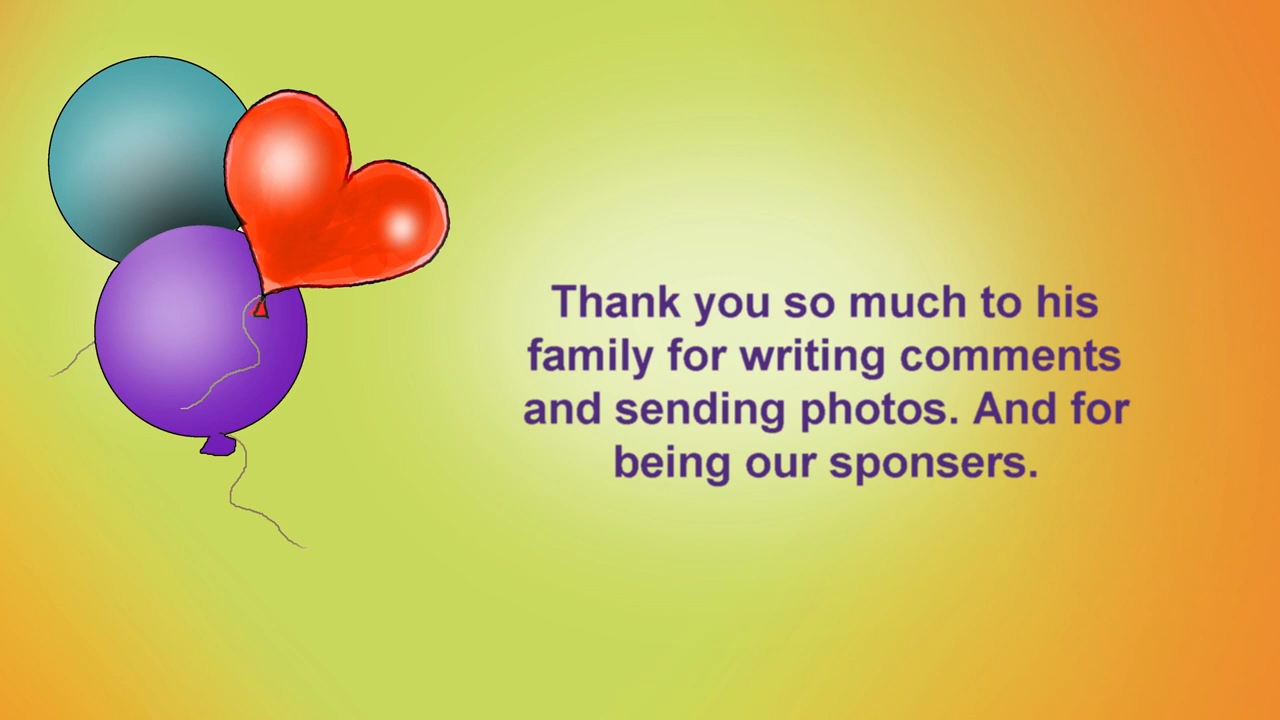 Thank you so much to his
family for writing comments
and sending photos. And for
being our sponsers.